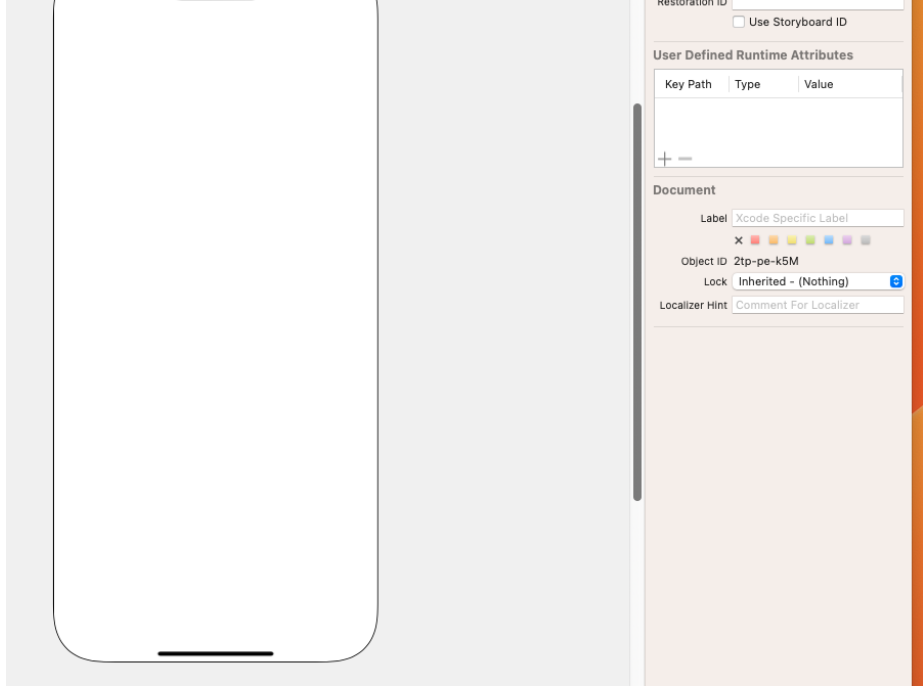 Restoration ID
Use Storyboard ID
User Defined Runtime Attributes
Key Path Type Value
Document
Label Xcode Specific Label
Object ID 2tp-pe-k5M
Lock Inherited - (Nothing)
Localizer Hint Comment For Localizer